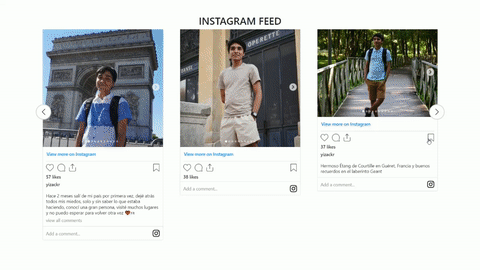 INSTAGRAM FEED
OPERETTE
View more on Instagram
57 likes
yizackr
Hace 2 meses salí de mi país por primera vez, dejé atrás
todos mis miedos, solo y sin saber lo que estaba
haciendo, conocí una gran persona, visité muchos lugares
y no puedo esperar para volver otra vez
view all comments
Add a comment...
View more on Instagram
38 likes
Add a comment...
View more on Instagram
37 likes
yizackr
Hermoso Étang de Courtille en Guéret, Francia y buenos
recuerdos en el laberinto Geant
Add a comment...